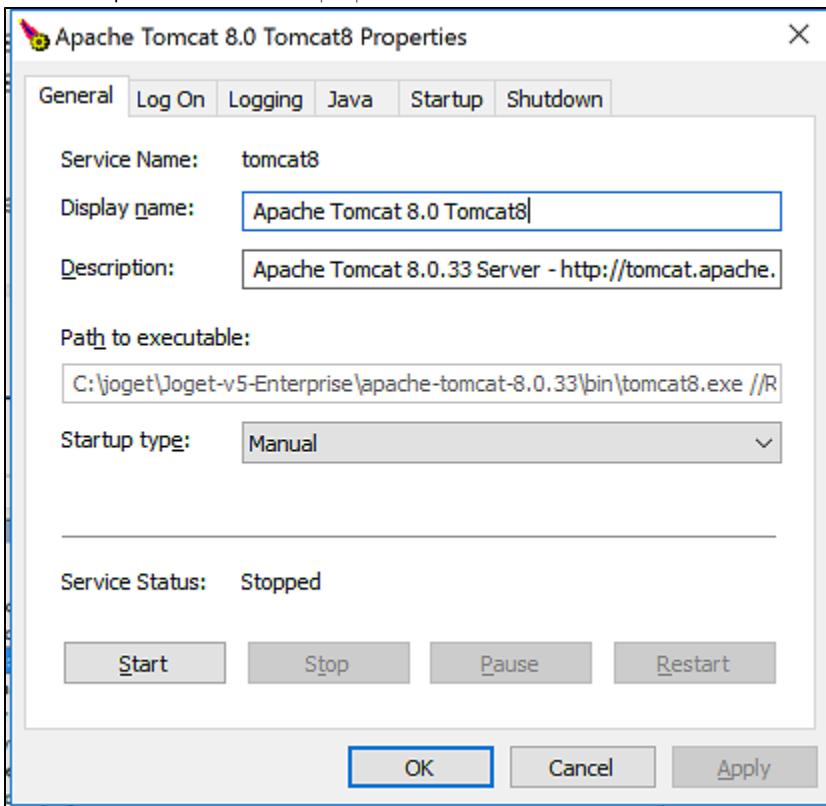 Apache Tomcat 8.0 Tomcat8 Properties
General Log On Logging Java Startup Shutdown
Service Name: tomcat8
Display name: Apache Tomcat 8.0 Tomcat8
Description: Apache Tomcat 8.0.33 Server - http://tomcat.apache.
Path to executable:
C:\joget\Joget-v5-Enterprise\apache-tomcat-8.0.33\bin\tomcat8.exe //R
Startup type: Manual
Service Status: Stopped
Start Stop Pause Restart
OK Cancel Apply